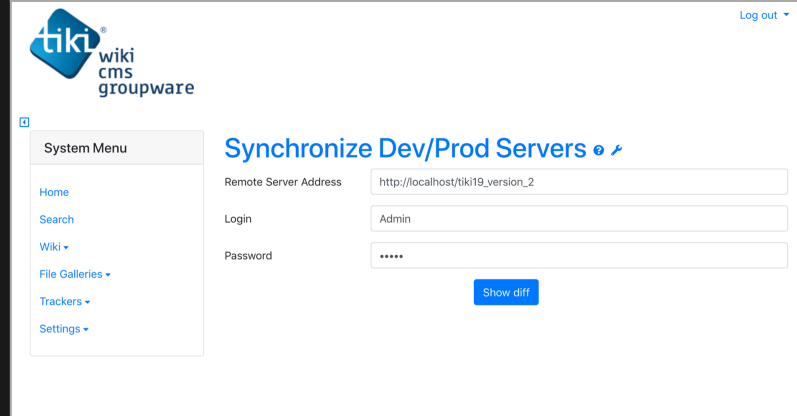 Log out
tiki®
wiki
cms
groupware
System Menu
Home
Search
Wiki
File Galleries
Trackers
Settings
Synchronize Dev/Prod Servers
Remote Server Address
http://localhost/tiki19_version_2
Login
Admin
Password
•••••
Show diff